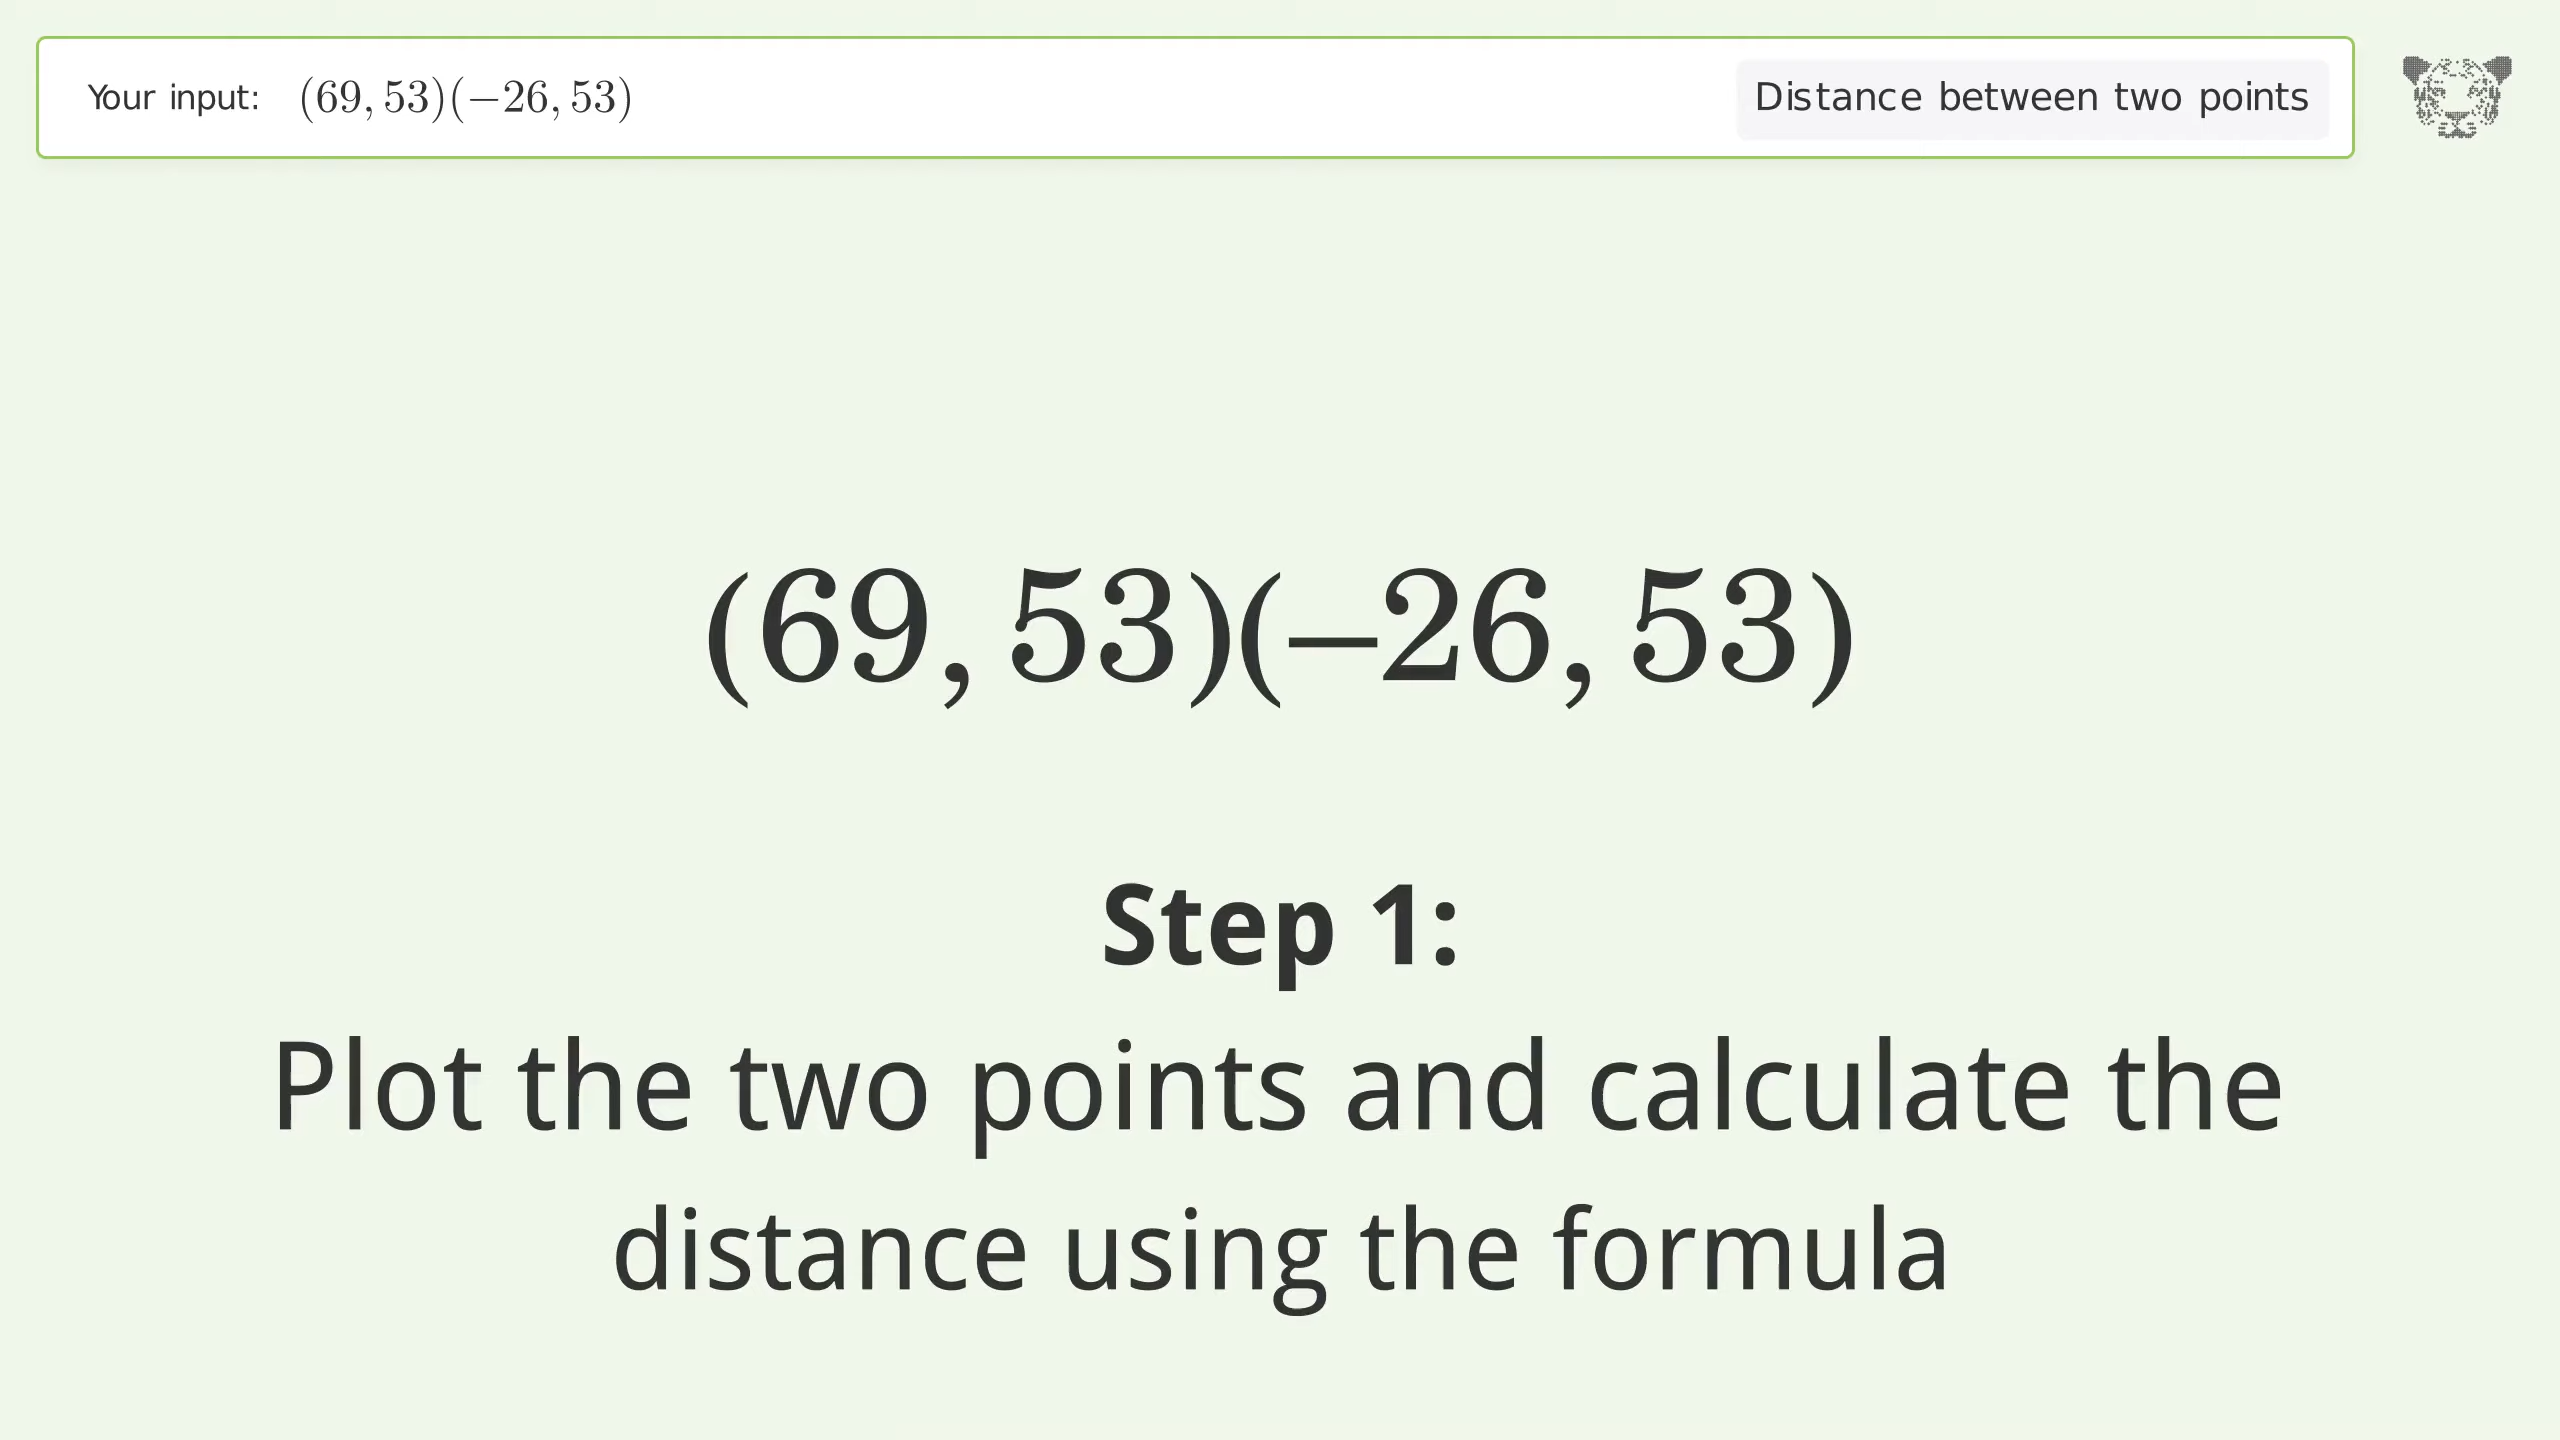 Your input: (69, 53)(−26, 53) Distance between two points
(69, 53)(−26, 53)
Step 1:
Plot the two points and calculate the
distance using the formula